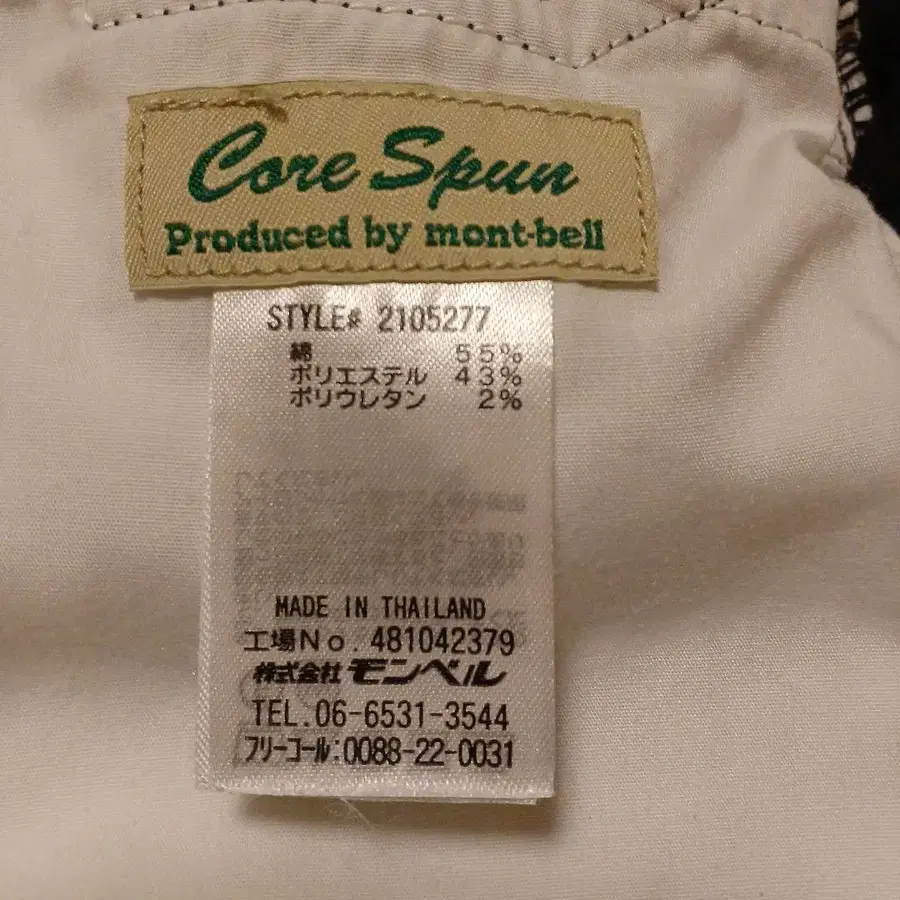 Core Spun
Produced by mont-bell
STYLE# 2105277
綿 55%
ポリエステル 43%
ポリウレタン 2%
MADE IN THAILAND
工場No. 481042379
株式会社 モンベル
TEL.06-6531-3544
フリーコール:0088-22-0031